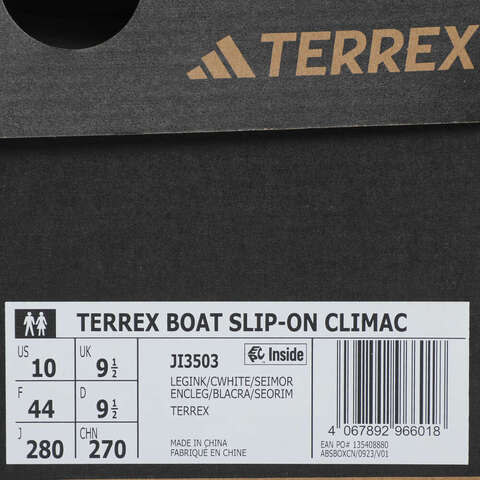 TERREX
TERREX BOAT SLIP-ON CLIMAC
US 10 UK 9 1/2
F 44 D 9 1/2
J 280 CHN 270
JI3503 Inside
LEGINK/CWHITE/SEIMOR
ENCLEG/BLACRA/SEORIM
TERREX
MADE IN CHINA
FABRIQUÉ EN CHINE
4 067892 966018
EAN PO# 135408880
ABSBOXCN/0923/V01